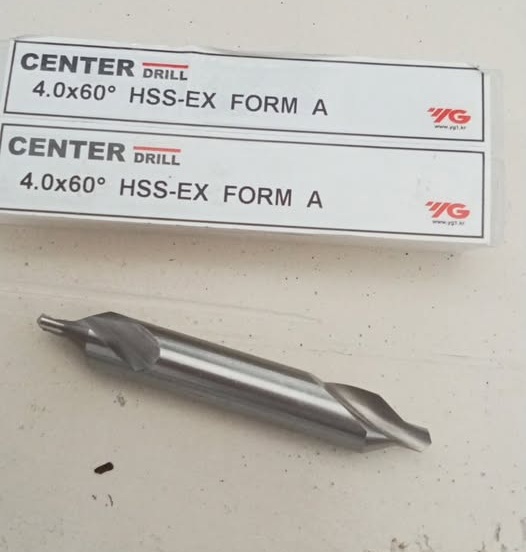 CENTER DRILL
4.0x60° HSS-EX FORM A
YG
www.yg1.kr
CENTER DRILL
4.0x60° HSS-EX FORM A
YG
www.yg1.kr